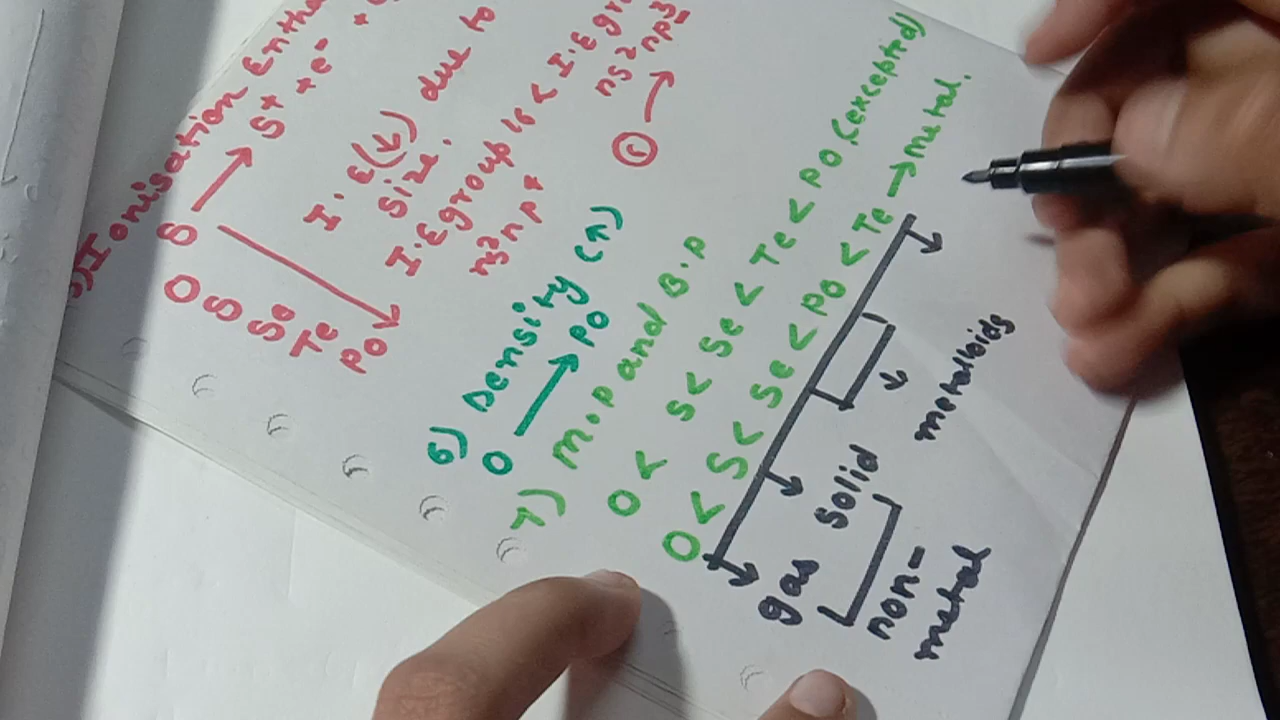 Ionisation Entha
S → S+ + e- +
O
S
Se
Te
Po
I.E(↓) due to
size.
I.E group 16 < I.E gro
ns2np4 ns2np3
6) Density (↑)
O → Po
7) m.p and B.p
O < S < Se < Te < Po (excepted)
O < S < Se < Po < Te → metal.
gas solid metalloids
non-
metal